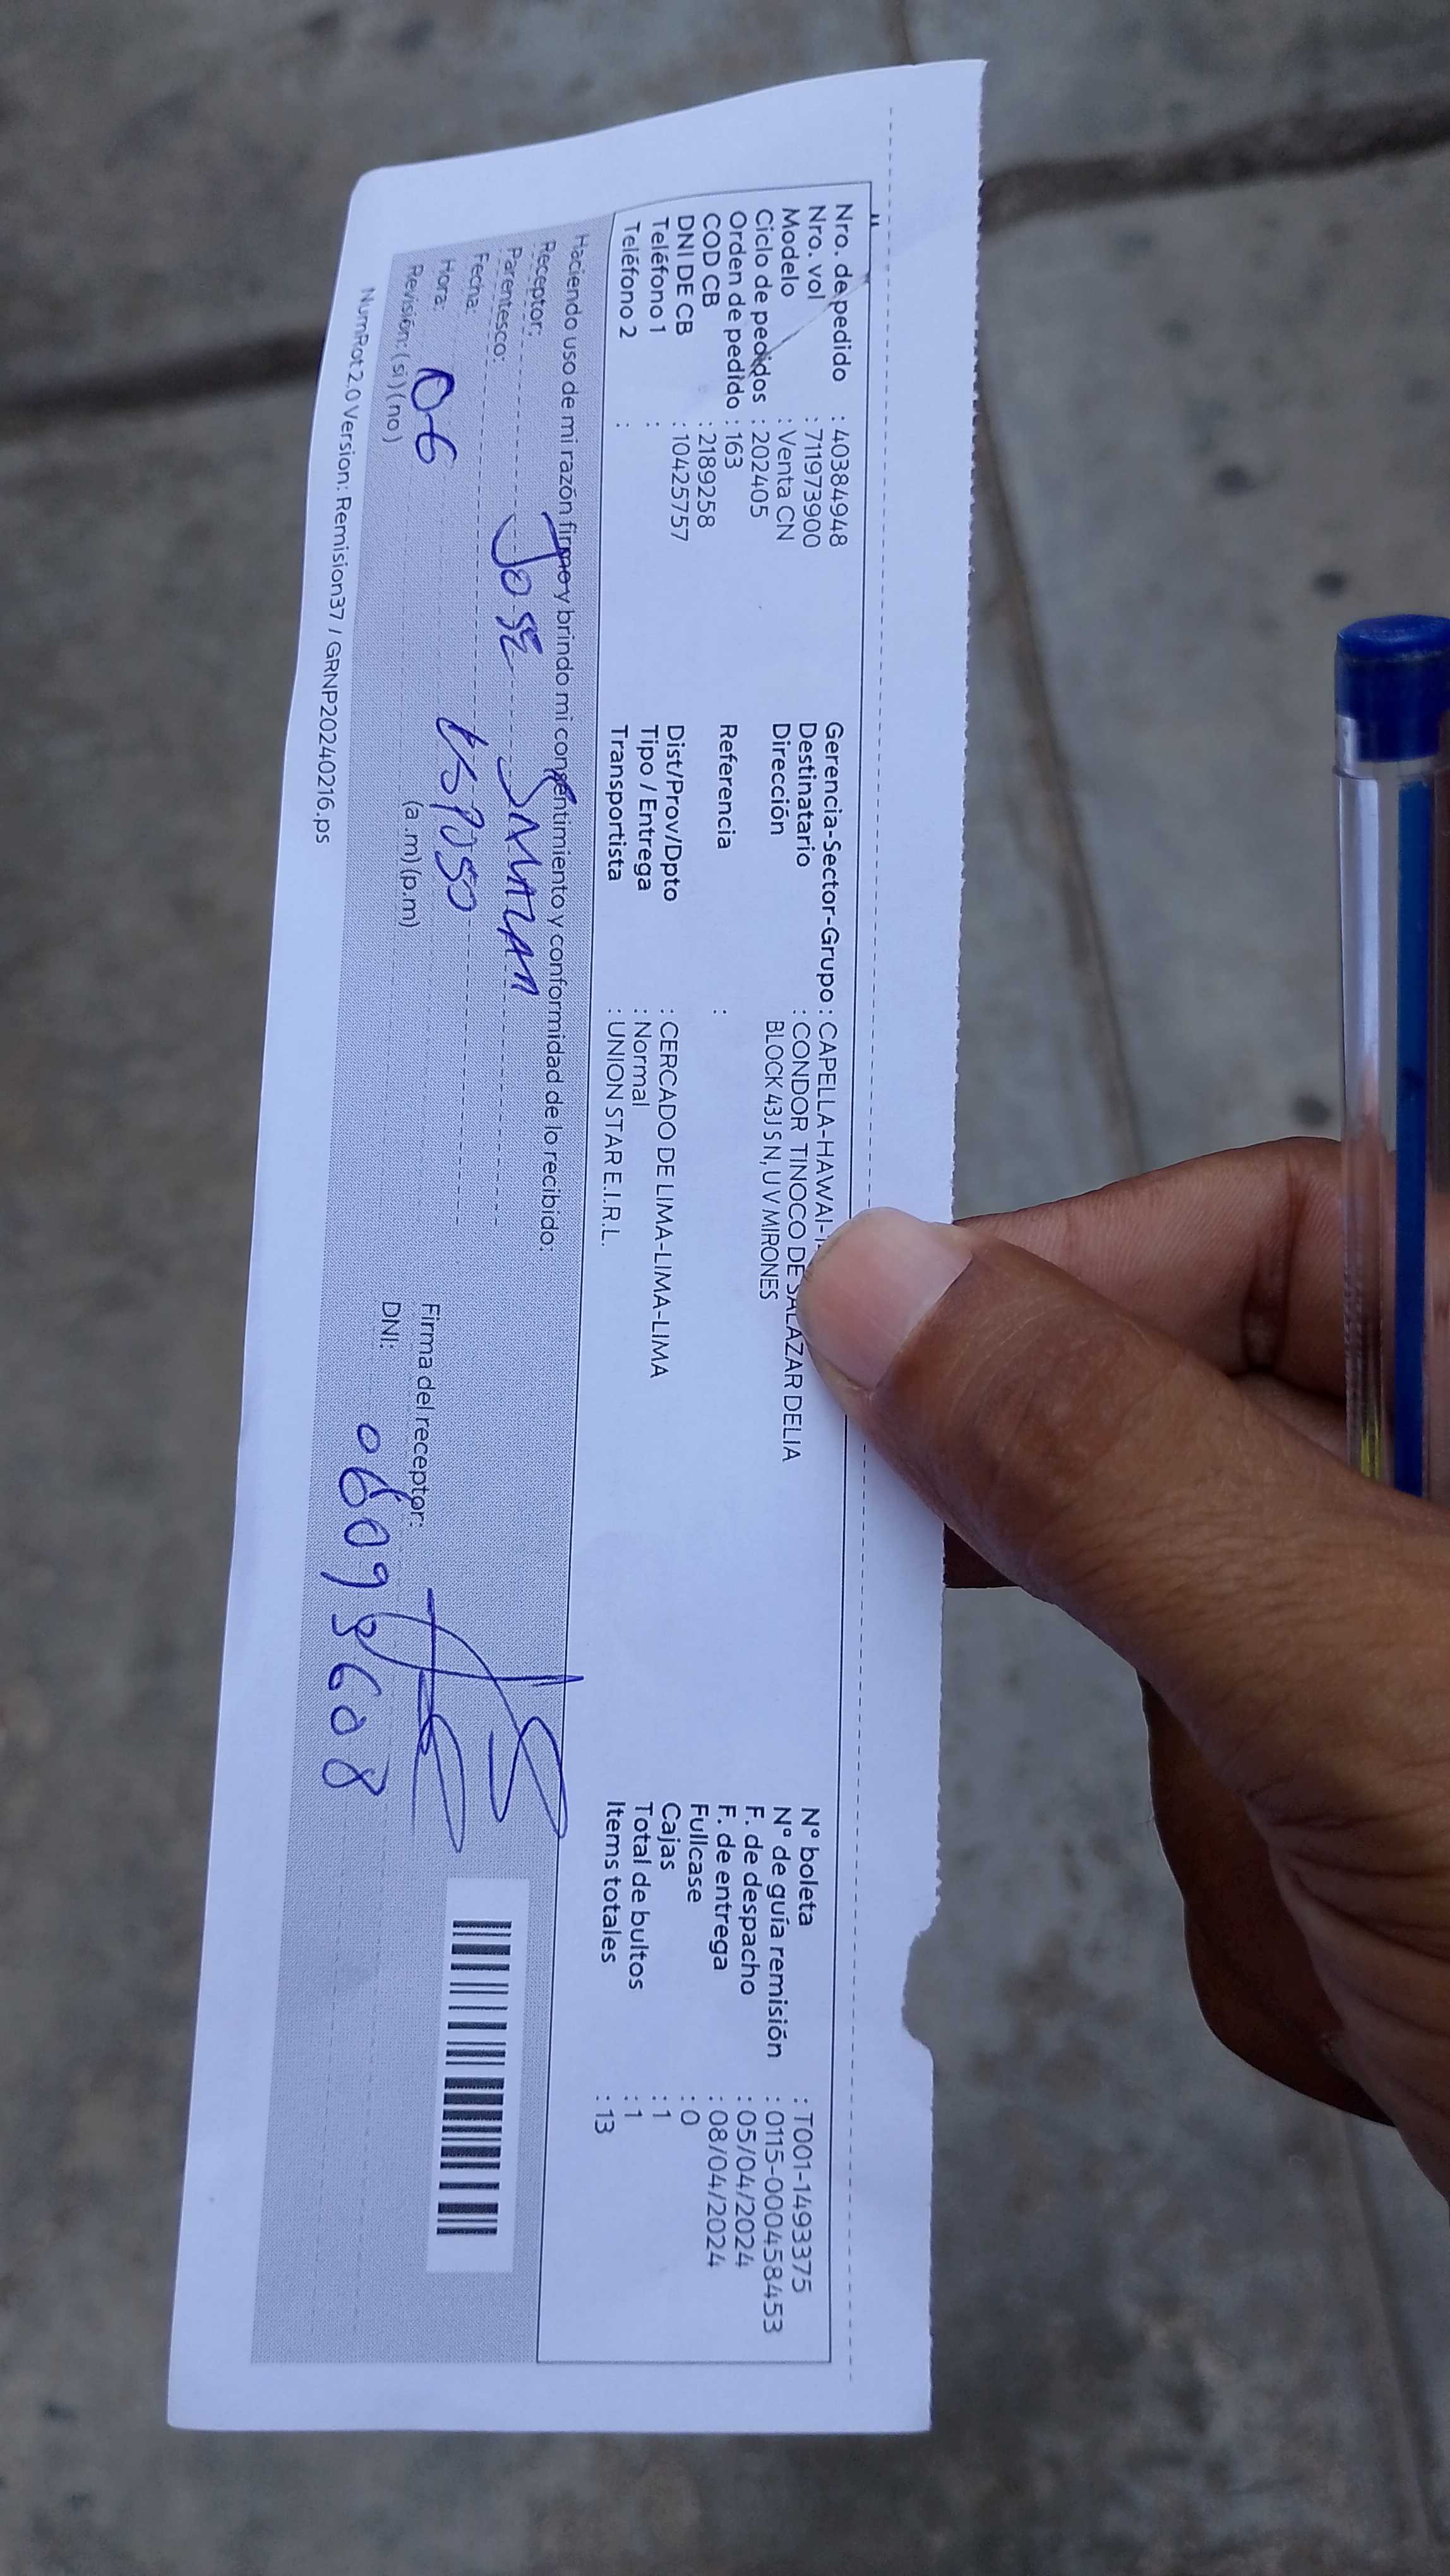 Nro. de pedido : 40384948
Nro. vol : 711973900
Modelo : Venta CN
Ciclo de pedidos : 202405
Orden de pedido : 163
COD CB : 2189258
DNI DE CB : 10425757
Teléfono 1 :
Teléfono 2 :
Gerencia-Sector-Grupo : CAPELLA-HAWAI-
Destinatario : CONDOR TINOCO DE SALAZAR DELIA
Dirección BLOCK 43J S N, U V MIRONES
Referencia :
Dist/Prov/Dpto : CERCADO DE LIMA-LIMA-LIMA
Tipo / Entrega : Normal
Transportista : UNION STAR E.I.R.L.
N° boleta : T001-1493375
N° de guía remisión : 0115-000458453
F. de despacho : 05/04/2024
F. de entrega : 08/04/2024
Fullcase : 0
Cajas : 1
Total de bultos : 1
Items totales : 13
Haciendo uso de mi razón firmo y brindo mi consentimiento y conformidad de lo recibido:
Receptor: JOSE
Parentesco: ESPOSO
Fecha:
Hora: 06 (a.m) (p.m)
Revisión: (si) (no)
Firma del receptor:
DNI: 06093608
NumRot2.0 Version: Remision37 / GRNP20240216.ps